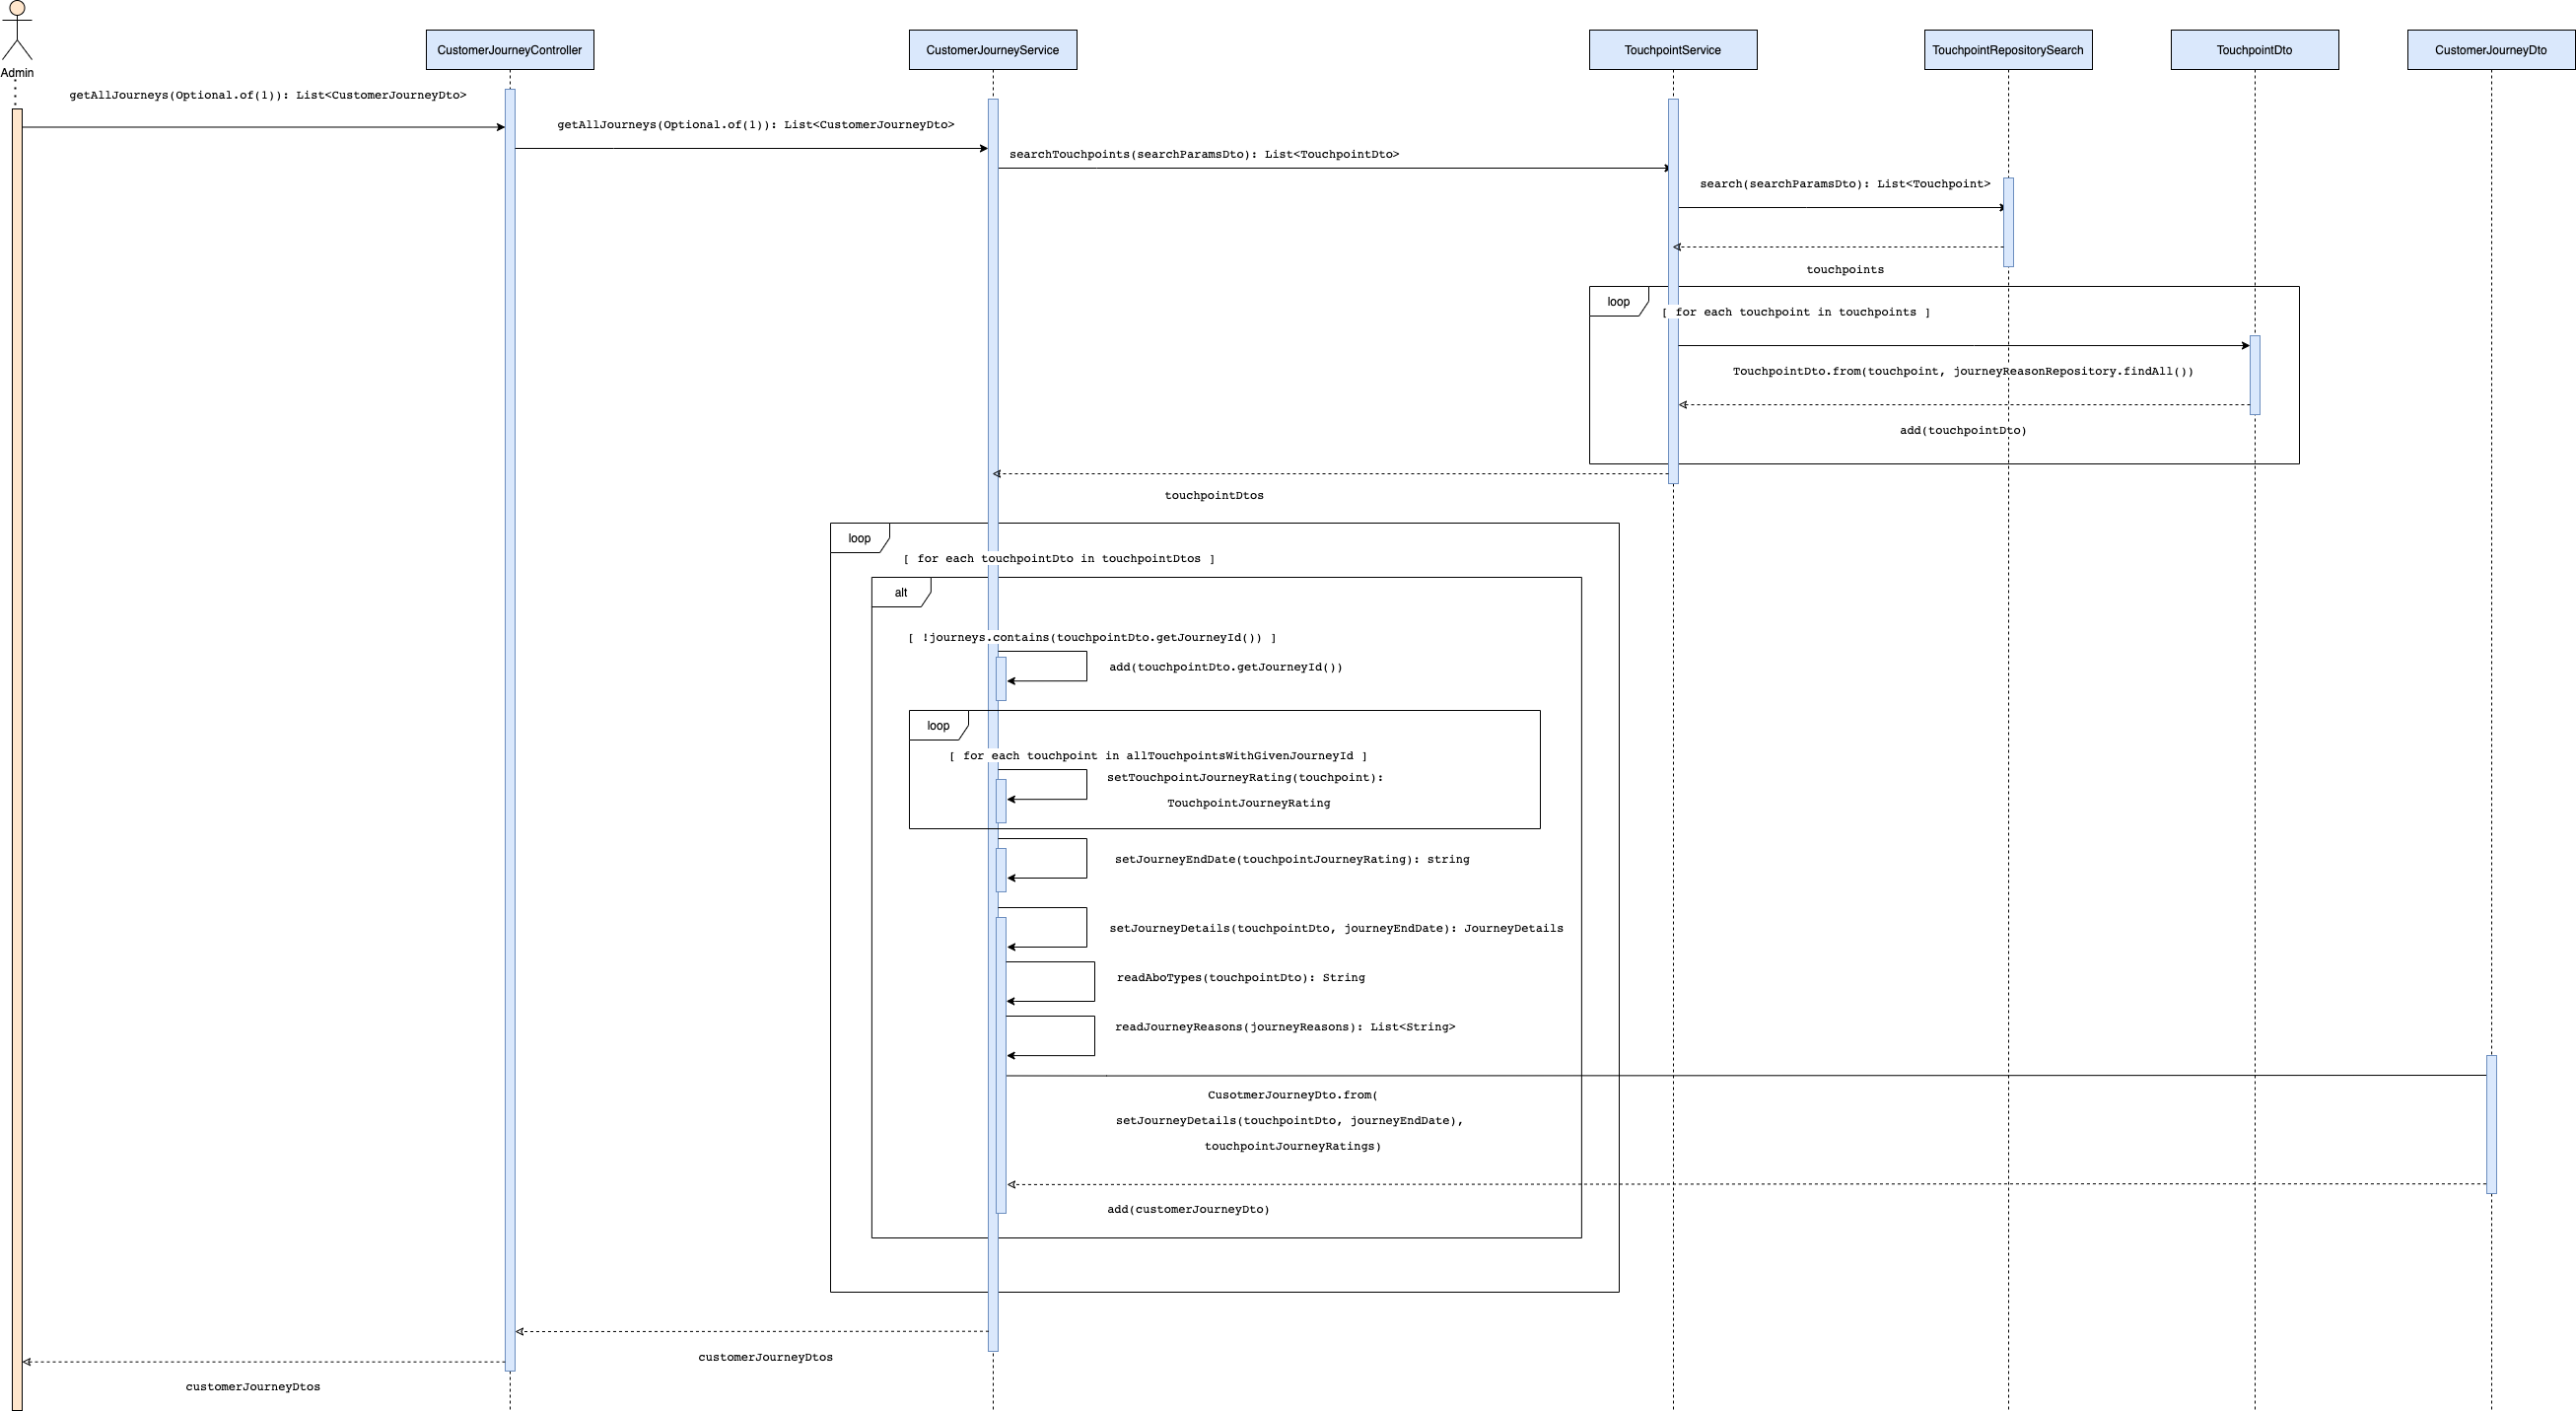 Admin
CustomerJourneyController
CustomerJourneyService
TouchpointService
TouchpointRepositorySearch
TouchpointDto
CustomerJourneyDto
getAllJourneys(Optional.of(1)): List<CustomerJourneyDto>
getAllJourneys(Optional.of(1)): List<CustomerJourneyDto>
searchTouchpoints(searchParamsDto): List<TouchpointDto>
search(searchParamsDto): List<Touchpoint>
touchpoints
loop
[ for each touchpoint in touchpoints ]
TouchpointDto.from(touchpoint, journeyReasonRepository.findAll())
add(touchpointDto)
touchpointDtos
loop
[ for each touchpointDto in touchpointDtos ]
alt
[ !journeys.contains(touchpointDto.getJourneyId()) ]
add(touchpointDto.getJourneyId())
loop
[ for each touchpoint in allTouchpointsWithGivenJourneyId ]
setTouchpointJourneyRating(touchpoint):
TouchpointJourneyRating
setJourneyEndDate(touchpointJourneyRating): string
setJourneyDetails(touchpointDto, journeyEndDate): JourneyDetails
readAboTypes(touchpointDto): String
readJourneyReasons(journeyReasons): List<String>
CusotmerJourneyDto.from(
setJourneyDetails(touchpointDto, journeyEndDate),
touchpointJourneyRatings)
add(customerJourneyDto)
customerJourneyDtos
customerJourneyDtos